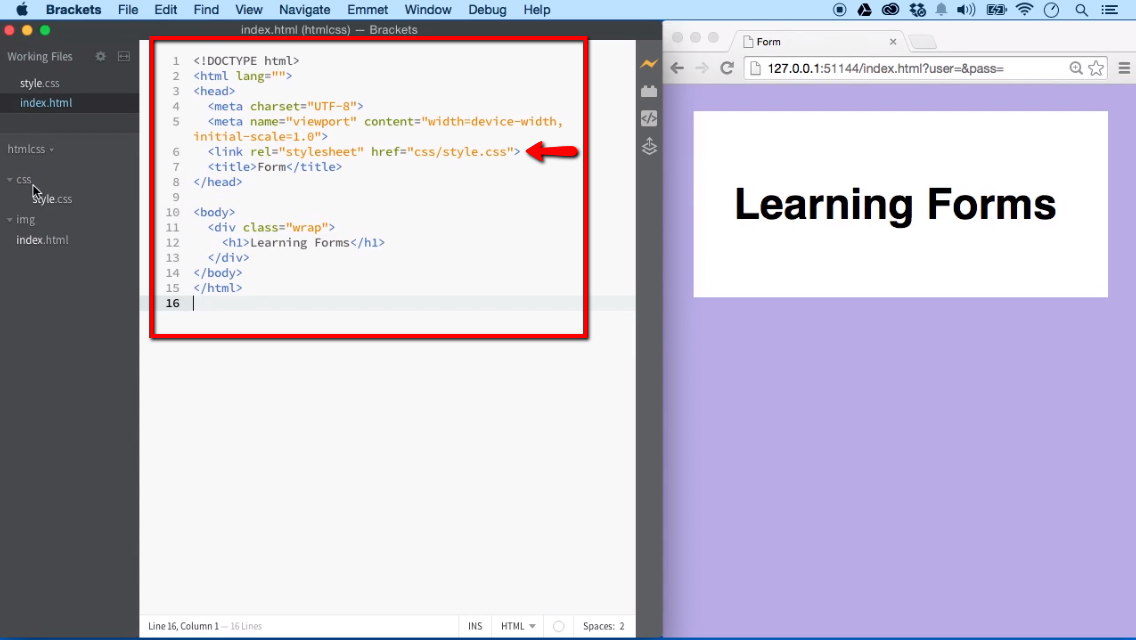 Brackets File Edit Find View Navigate Emmet Window Debug Help
index.html (htmlcss) — Brackets
Working Files
style.css
index.html
htmlcss
css
style.css
img
index.html
1 <!DOCTYPE html>
2 <html lang="">
3 <head>
4 <meta charset="UTF-8">
5 <meta name="viewport" content="width=device-width,
initial-scale=1.0">
6 <link rel="stylesheet" href="css/style.css">
7 <title>Form</title>
8 </head>
9
10 <body>
11 <div class="wrap">
12 <h1>Learning Forms</h1>
13 </div>
14 </body>
15 </html>
16
Line 16, Column 1 — 16 Lines
INS HTML Spaces: 2
Form
127.0.0.1:51144/index.html?user=&pass=
Learning Forms